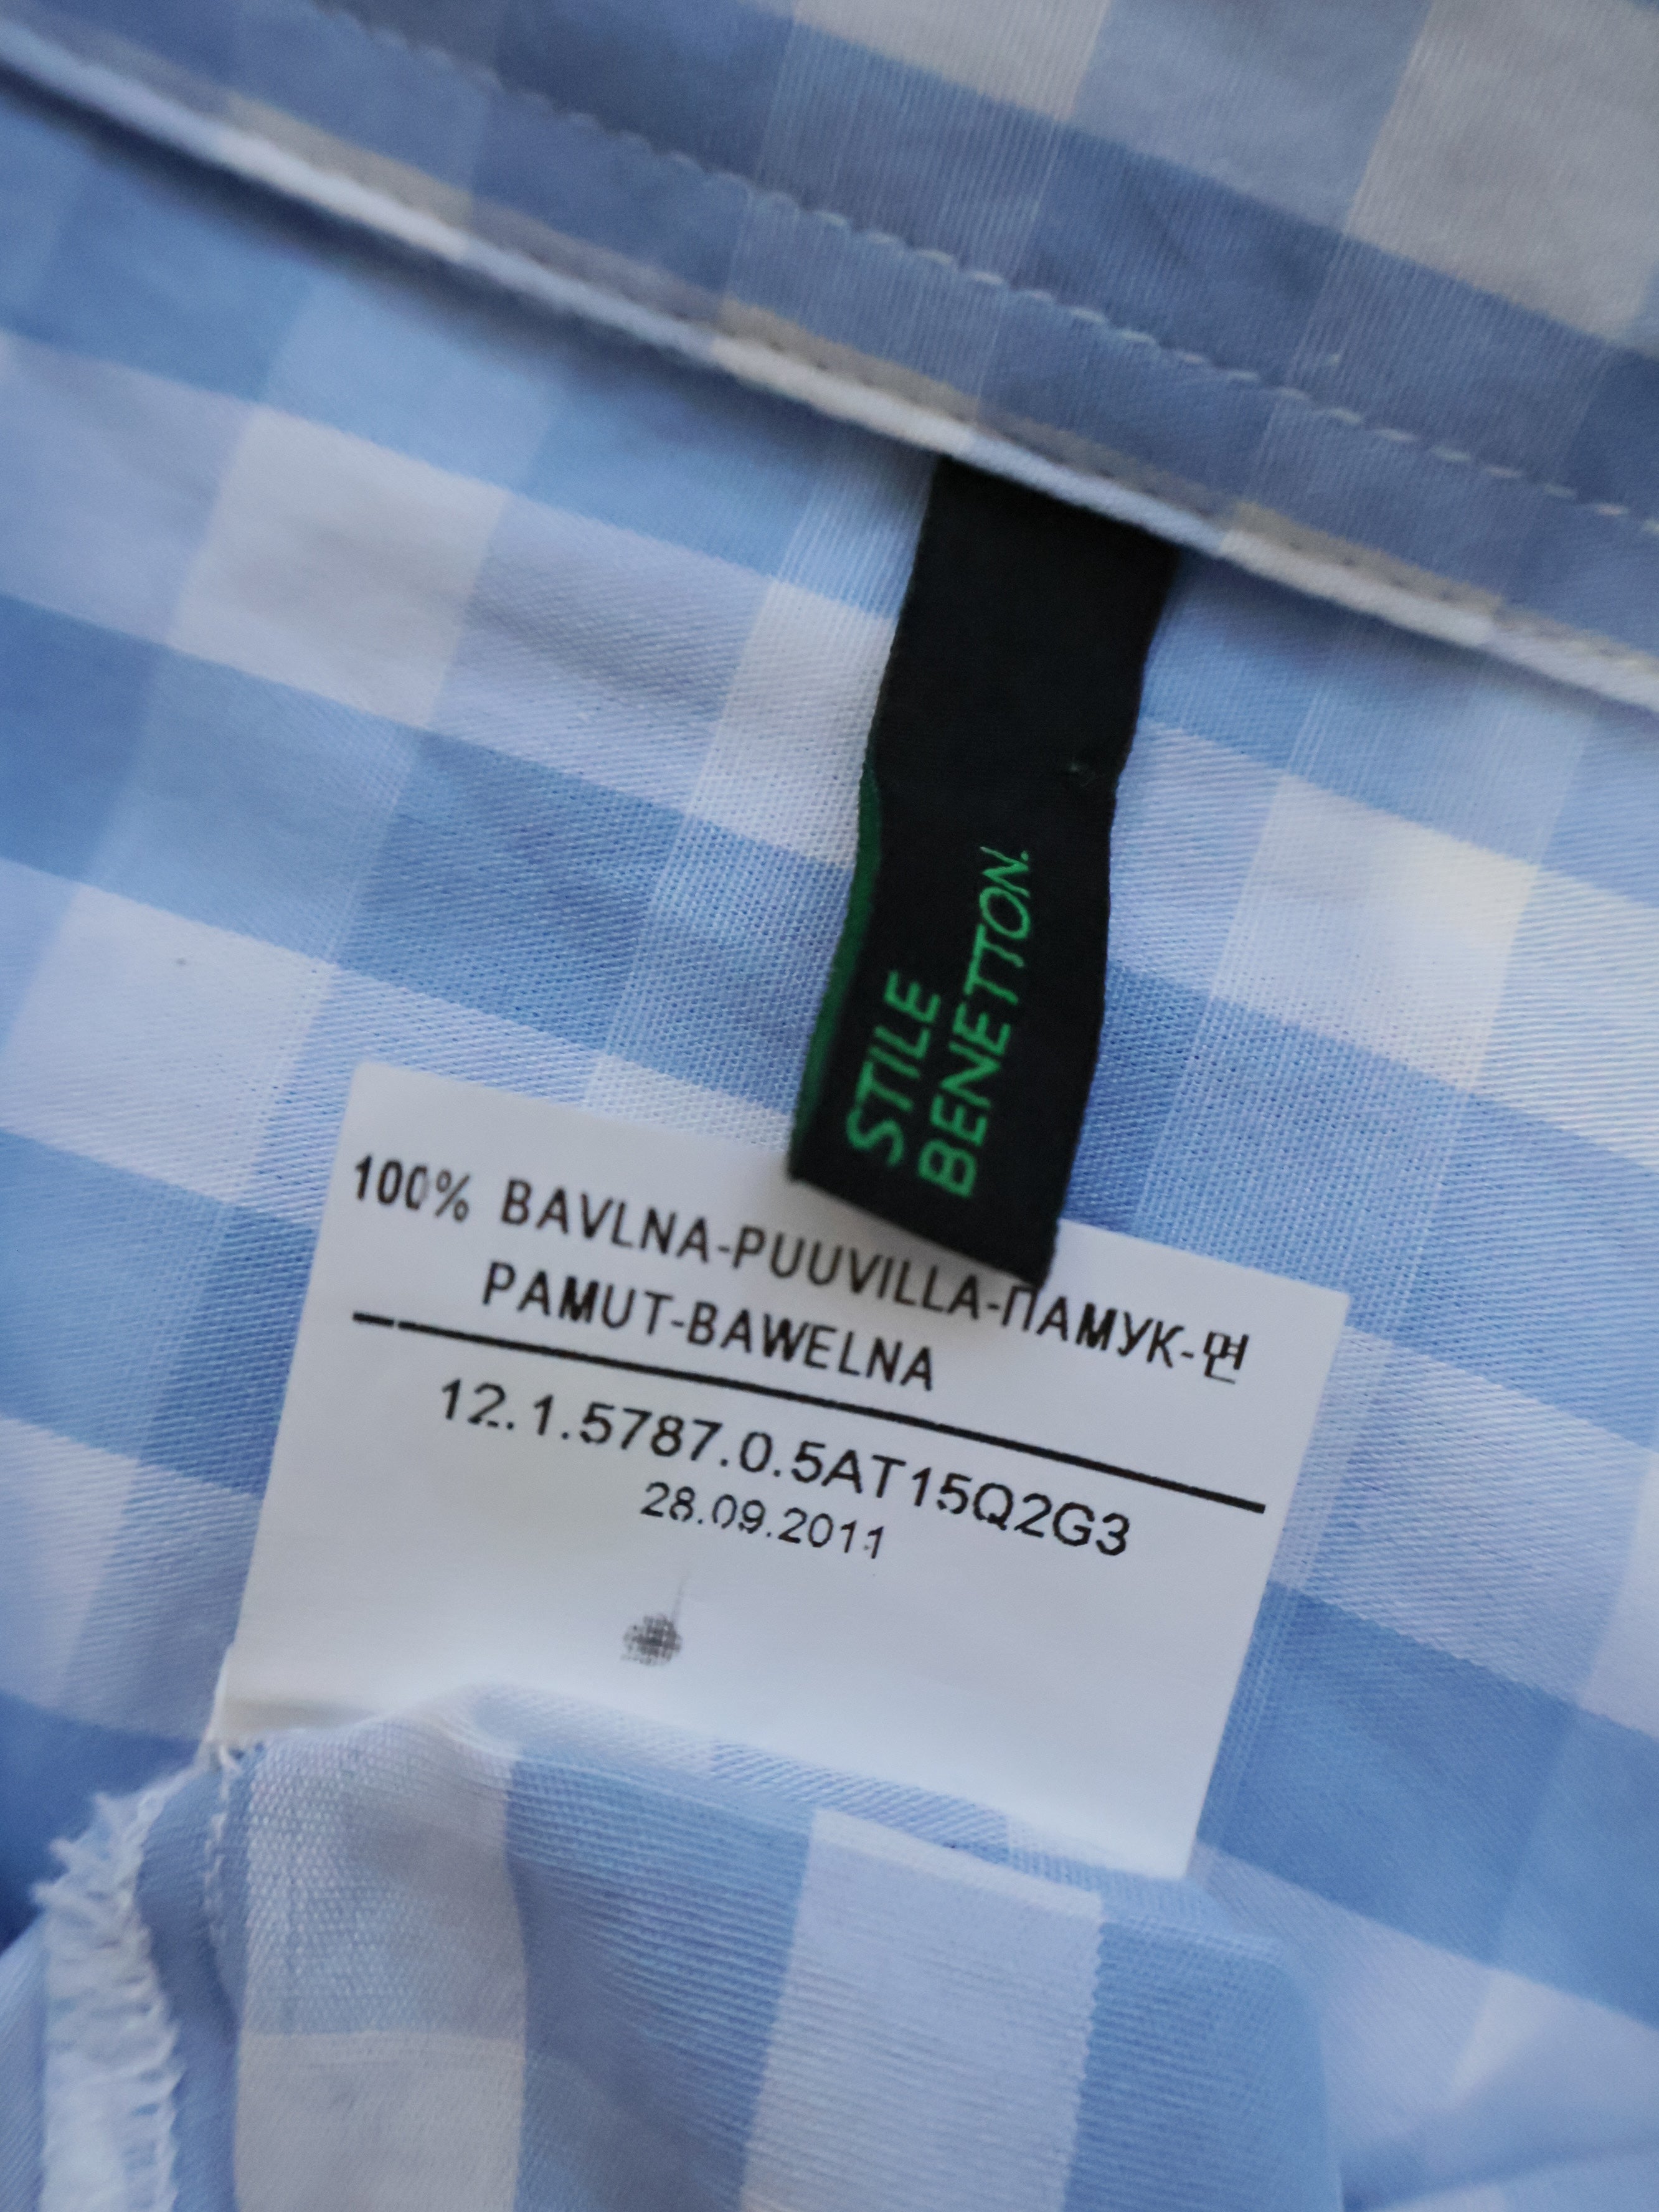 STILE
BENETTON.
100% BAVLNA-PUUVILLA-ПАМУК-면
PAMUT-BAWELNA
12.1.5787.0.5AT15Q2G3
28.09.2011